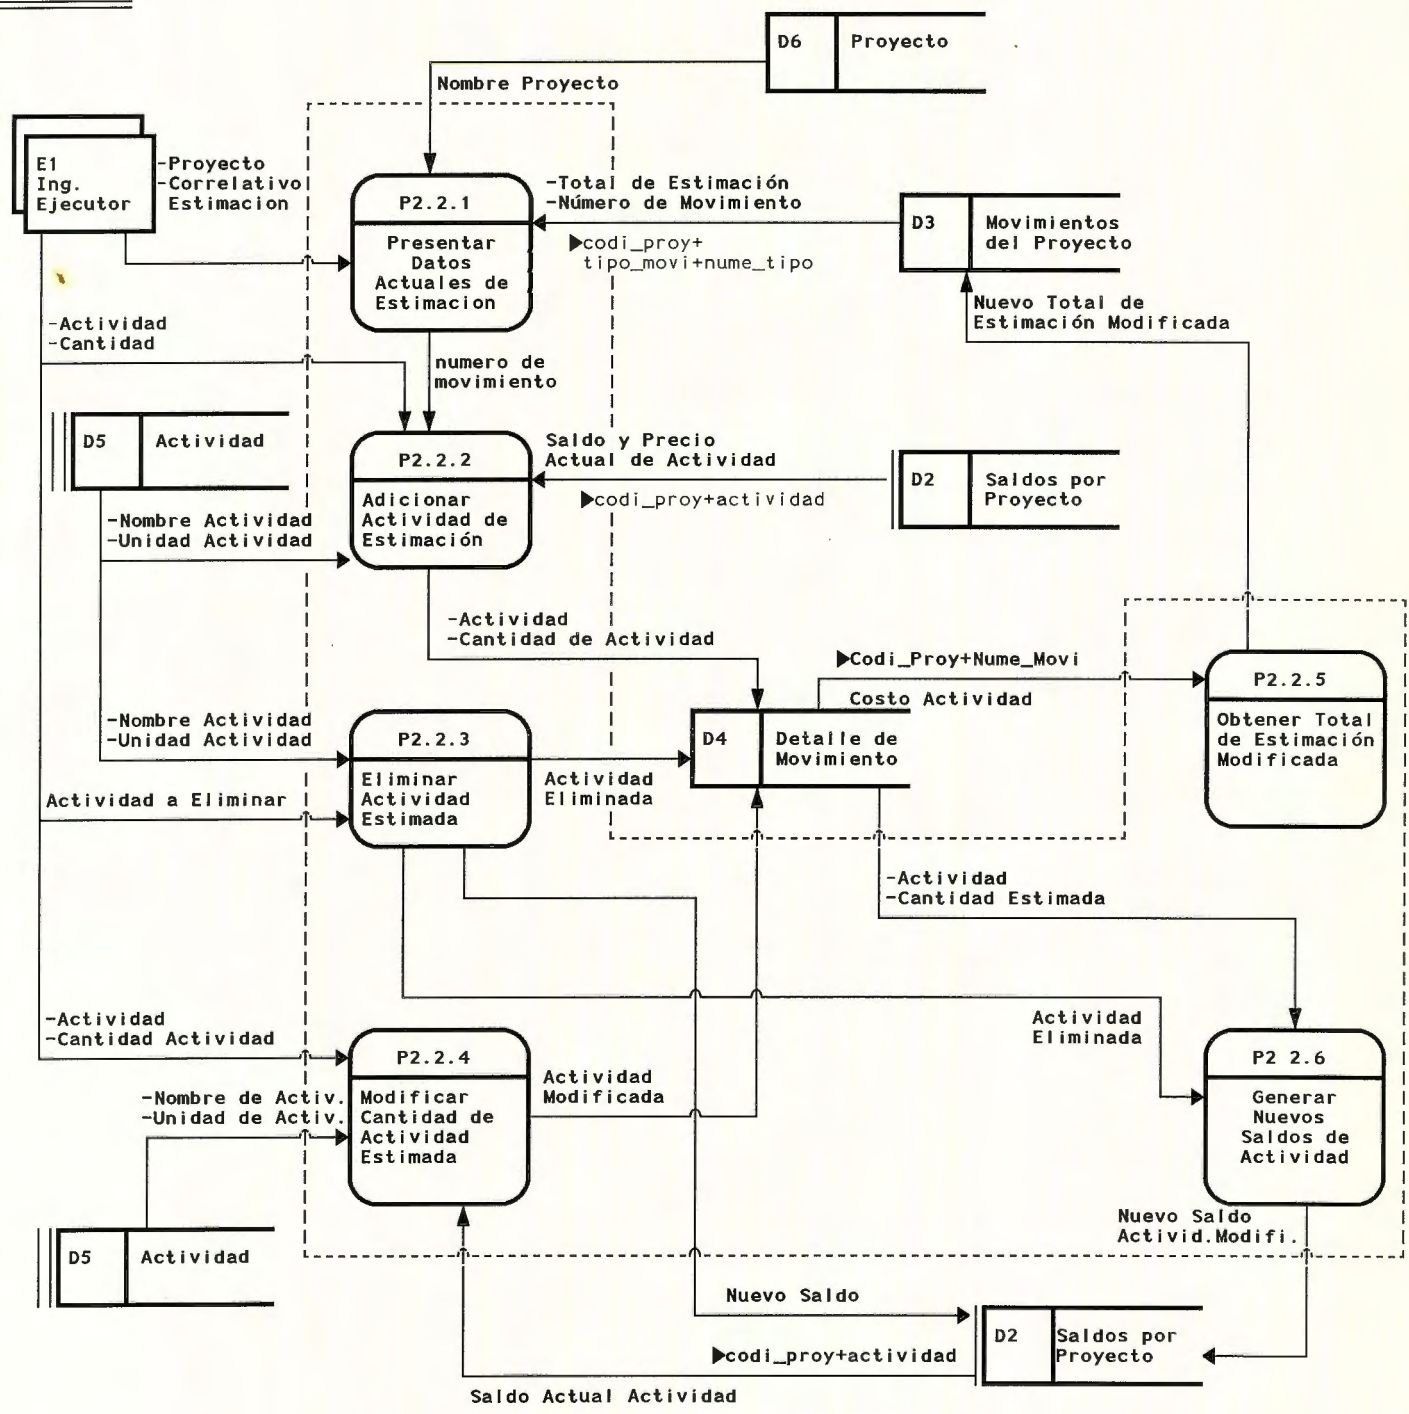 D6
Proyecto
Nombre Proyecto
E1
Ing.
Ejecutor
-Proyecto
-Correlativo
Estimacion
P2.2.1
Presentar
Datos
Actuales de
Estimacion
-Total de Estimación
-Número de Movimiento
▶codi_proy+
tipo_movi+nume_tipo
D3
Movimientos
del Proyecto
Nuevo Total de
Estimación Modificada
-Actividad
-Cantidad
numero de
movimiento
D5
Actividad
P2.2.2
Adicionar
Actividad de
Estimación
Saldo y Precio
Actual de Actividad
▶codi_proy+actividad
D2
Saldos por
Proyecto
-Nombre Actividad
-Unidad Actividad
-Actividad
-Cantidad de Actividad
▶Codi_Proy+Nume_Movi
Costo Actividad
P2.2.5
Obtener Total
de Estimación
Modificada
-Nombre Actividad
-Unidad Actividad
P2.2.3
Eliminar
Actividad
Estimada
Actividad
Eliminada
D4
Detalle de
Movimiento
Actividad a Eliminar
-Actividad
-Cantidad Estimada
-Actividad
-Cantidad Actividad
P2.2.4
Modificar
Cantidad de
Actividad
Estimada
Actividad
Modificada
Actividad
Eliminada
P2 2.6
Generar
Nuevos
Saldos de
Actividad
-Nombre de Activ.
-Unidad de Activ.
D5
Actividad
Nuevo Saldo
Activid.Modifi.
Nuevo Saldo
D2
Saldos por
Proyecto
▶codi_proy+actividad
Saldo Actual Actividad